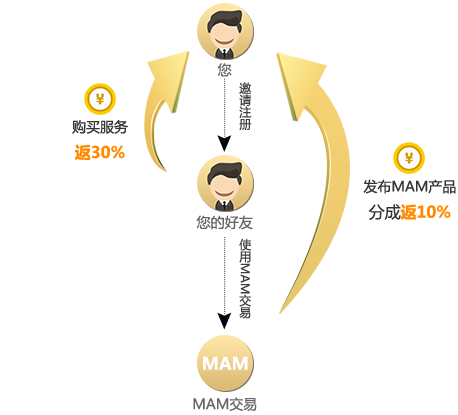 您
邀请注册
¥
购买服务
返30%
¥
发布MAM产品
分成返10%
您的好友
使用MAM交易
MAM
MAM交易